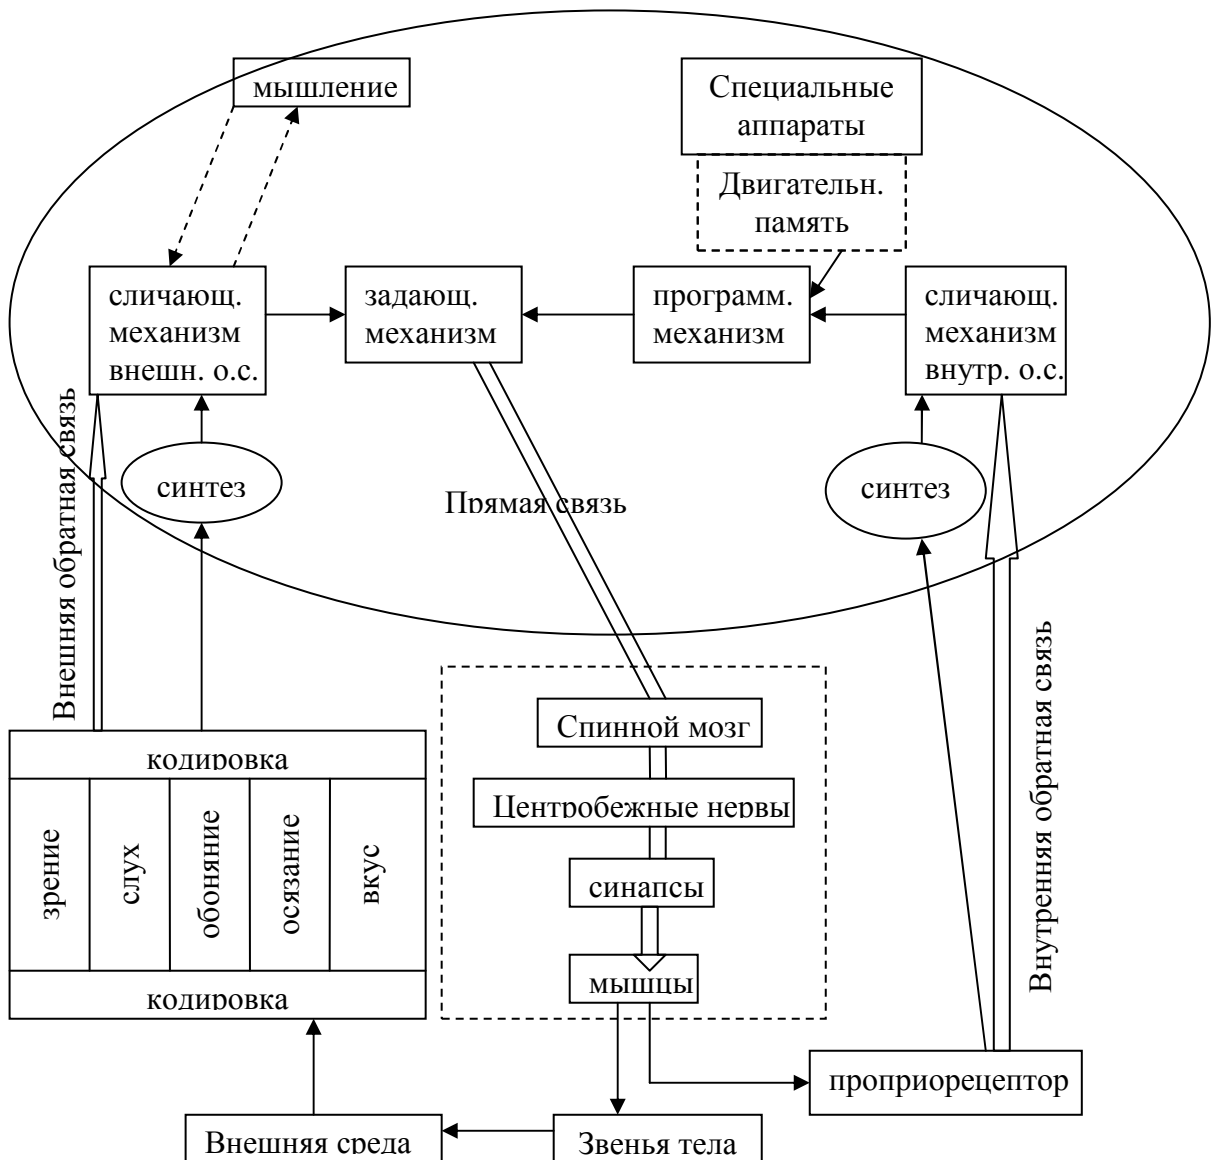 мышление
Специальные
аппараты
Двигательн.
память
сличающ.
механизм
внешн. о.с.
задающ.
механизм
программ.
механизм
сличающ.
механизм
внутр. о.с.
Внешняя обратная связь
синтез
Прямая связь
синтез
Внутренняя обратная связь
Спинной мозг
Центробежные нервы
синапсы
мышцы
кодировка
зрение
слух
обоняние
осязание
вкус
кодировка
проприорецептор
Внешняя среда
Звенья тела